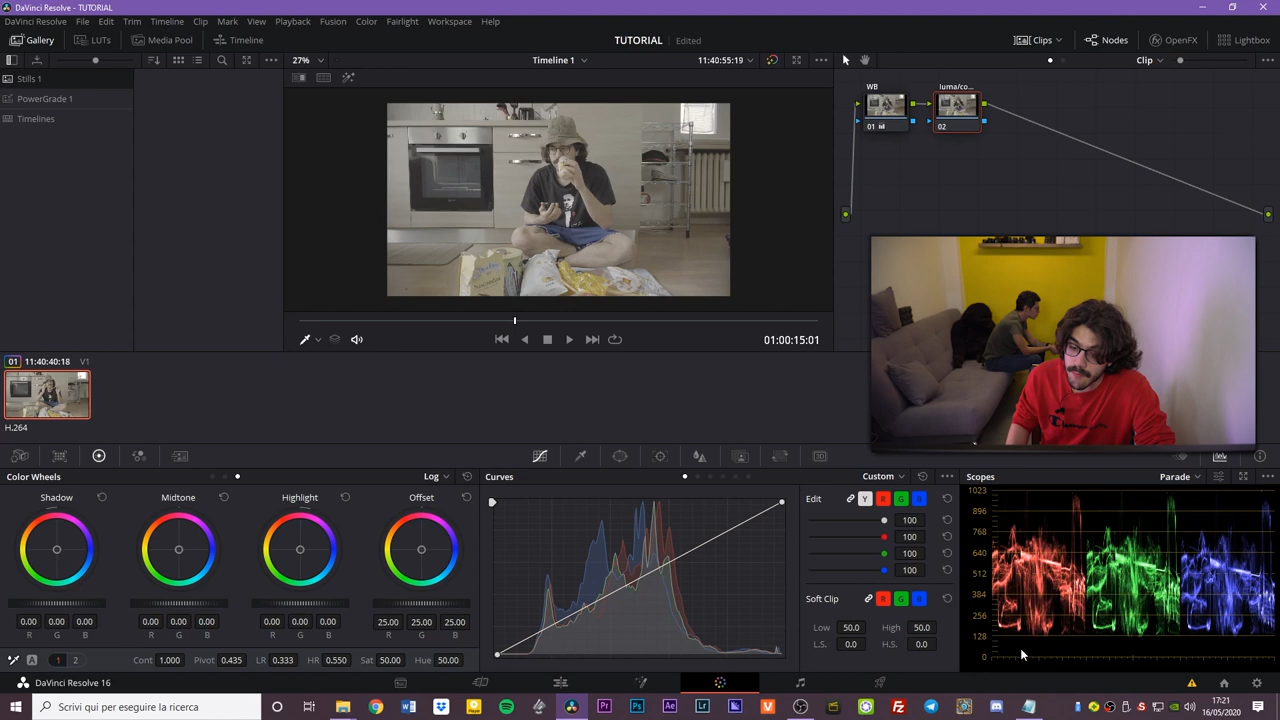 DaVinci Resolve - TUTORIAL
DaVinci Resolve File Edit Trim Timeline Clip Mark View Playback Fusion Color Fairlight Workspace Help
Gallery LUTs Media Pool Timeline TUTORIAL Edited Clips Nodes OpenFX Lightbox
27% Timeline 1 11:40:55:19 Clip
Stills 1
PowerGrade 1
Timelines
WB luma/co...
01 02
01:00:15:01
01 11:40:40:18 V1
H.264
Color Wheels Log Curves Custom Scopes Parade
Shadow Midtone Highlight Offset
0.00 0.00 0.00 0.00 0.00 0.00 0.00 0.00 0.00 25.00 25.00 25.00
R G B R G B R G B R G B
A 1 2 Cont 1.000 Pivot 0.435 LR 0.333 HR 0.550 Sat 50.00 Hue 50.00
Edit Y R G B
100
100
100
100
Soft Clip R G B
Low 50.0 High 50.0
L.S. 0.0 H.S. 0.0
1023
896
768
640
512
384
256
128
0
DaVinci Resolve 16
Scrivi qui per eseguire la ricerca
Pr Ps Ae Lr
17:21
16/05/2020